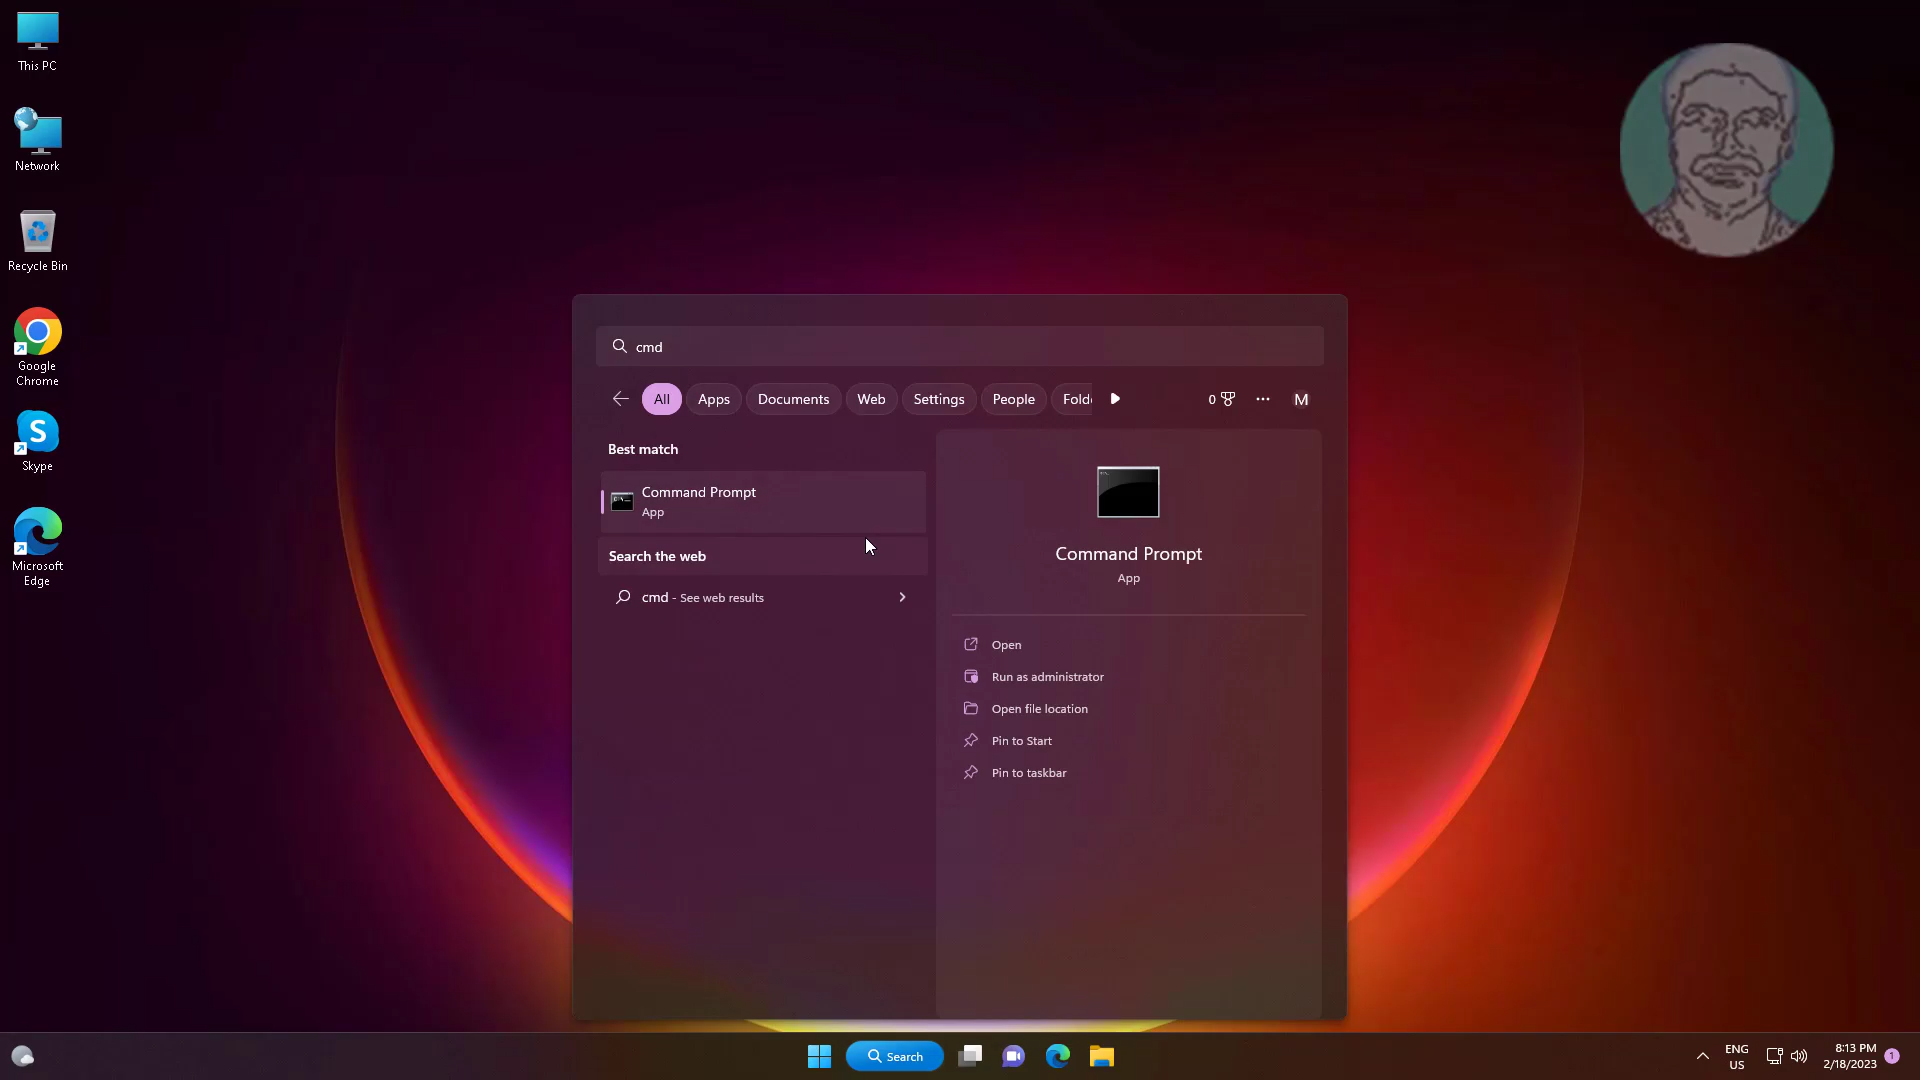 This PC
Network
Recycle Bin
Google
Chrome
S
Skype
Microsoft
Edge
cmd
All
Apps
Documents
Web
Settings
People
Fold
0
M
Best match
Command Prompt
App
Search the web
cmd - See web results
Command Prompt
App
Open
Run as administrator
Open file location
Pin to Start
Pin to taskbar
Search
ENG
US
8:13 PM
2/18/2023
1